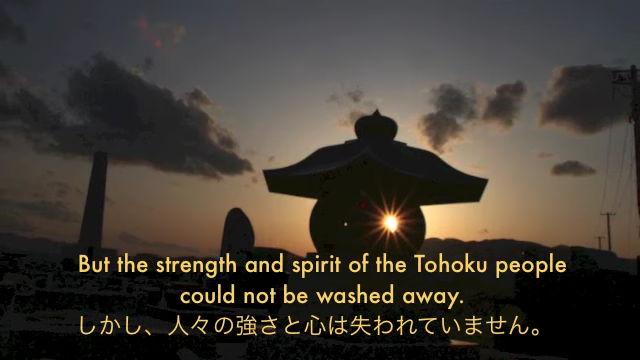 But the strength and spirit of the Tohoku people
could not be washed away.
しかし、人々の強さと心は失われていません。